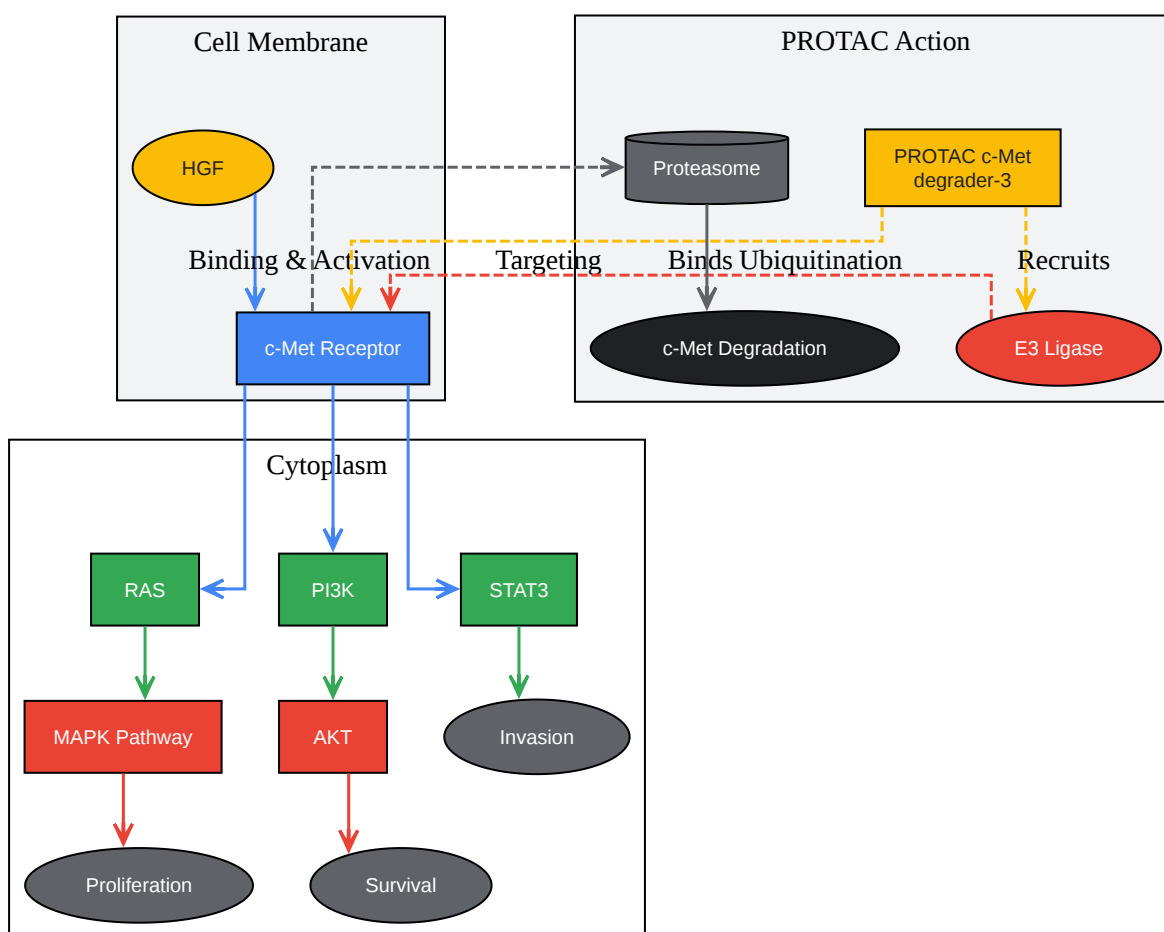 Cell Membrane
PROTAC Action
HGF
Proteasome
PROTAC c-Met
degrader-3
Binding & Activation
Targeting
Binds
Ubiquitination
Recruits
c-Met Receptor
c-Met Degradation
E3 Ligase
Cytoplasm
RAS
PI3K
STAT3
MAPK Pathway
AKT
Invasion
Proliferation
Survival